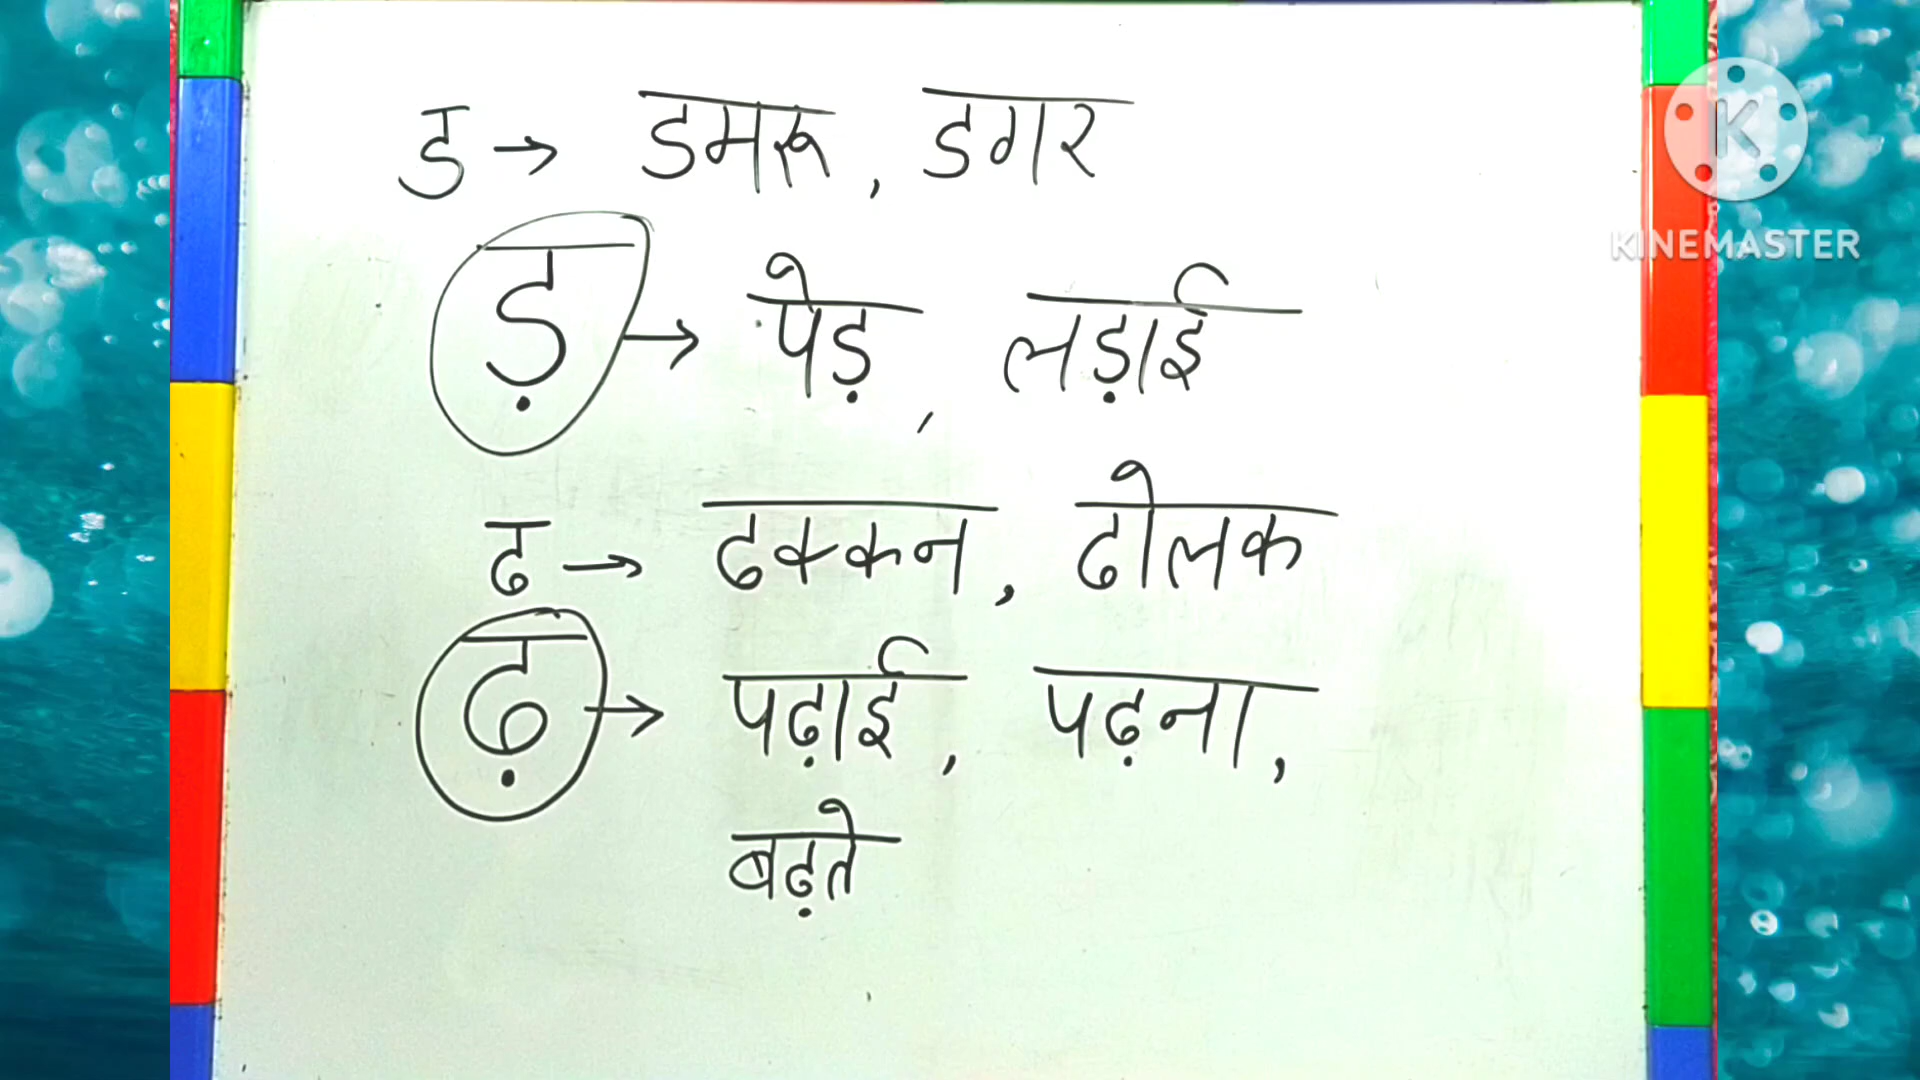 ड → डमरू, डगर
ड़ → पेड़, लड़ाई
ढ → ढक्कन, ढोलक
ढ़ → पढ़ाई, पढ़ना,
बढ़ते
K
KINEMASTER